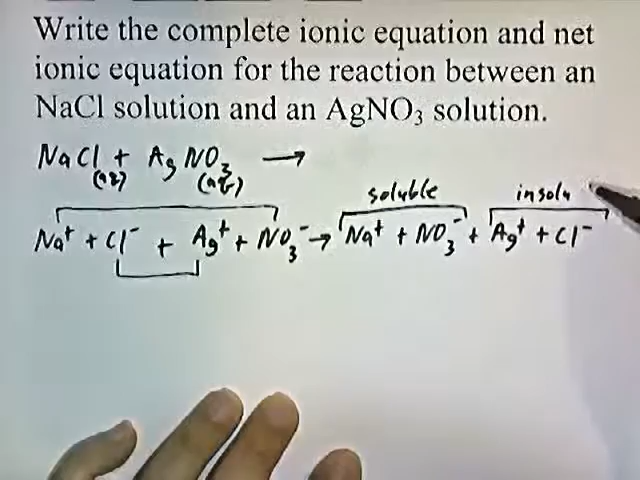 Write the complete ionic equation and net
ionic equation for the reaction between an
NaCl solution and an AgNO₃ solution.
NaCl + AgNO₃ →
(aq) (aq)
soluble insolu
Na⁺ + Cl⁻ + Ag⁺ + NO₃⁻ → Na⁺ + NO₃⁻ + Ag⁺ + Cl⁻